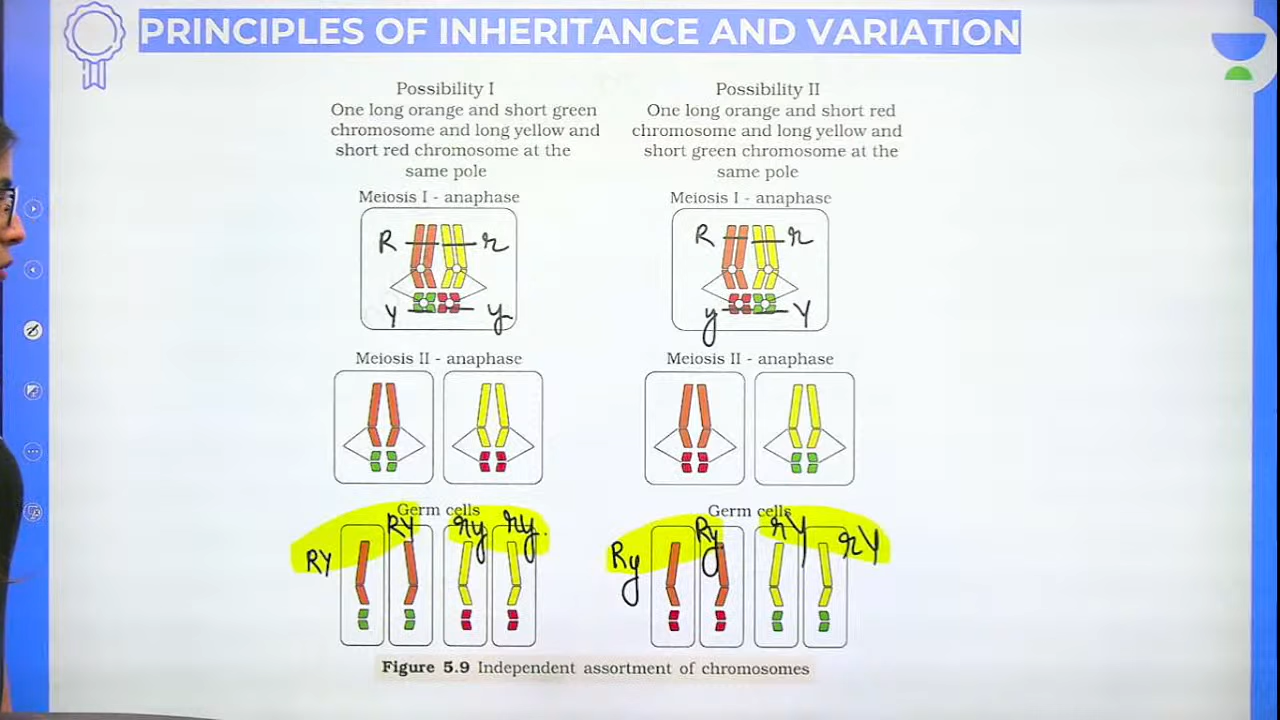 PRINCIPLES OF INHERITANCE AND VARIATION
Possibility I
One long orange and short green
chromosome and long yellow and
short red chromosome at the
same pole
Meiosis I - anaphase
R r
Y y
Meiosis II - anaphase
Germ cells
RY RY ry ry
Possibility II
One long orange and short red
chromosome and long yellow and
short green chromosome at the
same pole
Meiosis I - anaphase
R r
y Y
Meiosis II - anaphase
Germ cells
Ry Ry rY rY
Figure 5.9 Independent assortment of chromosomes